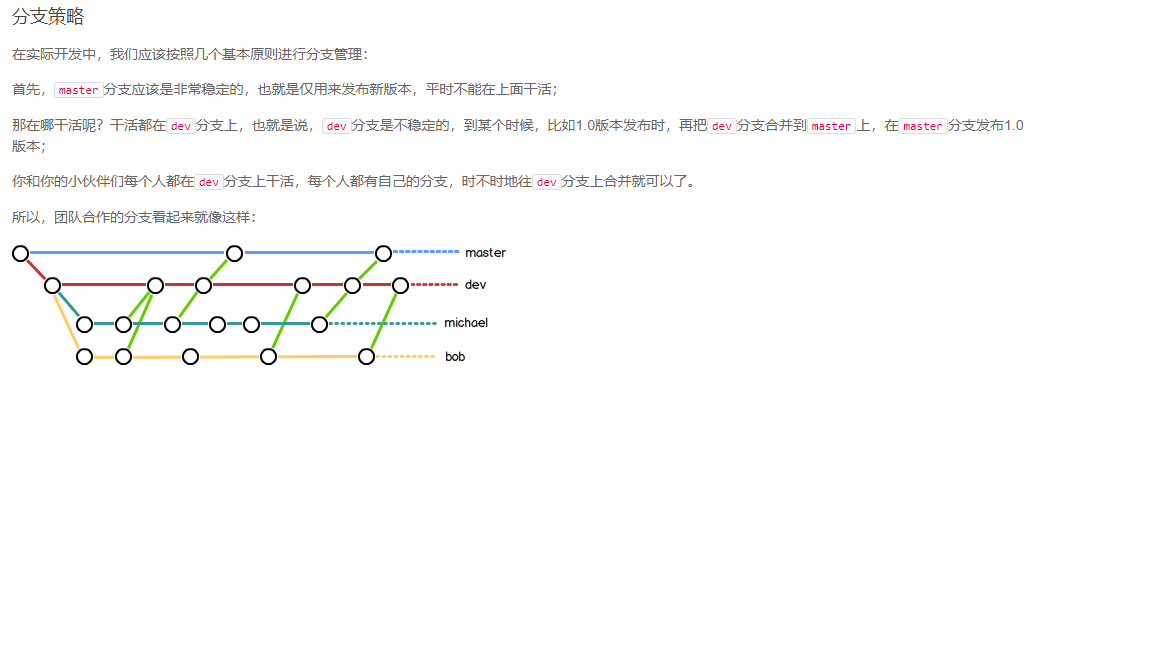 分支策略
在实际开发中，我们应该按照几个基本原则进行分支管理：
首先，master分支应该是非常稳定的，也就是仅用来发布新版本，平时不能在上面干活；
那在哪干活呢？干活都在dev分支上，也就是说，dev分支是不稳定的，到某个时候，比如1.0版本发布时，再把dev分支合并到master上，在master分支发布1.0
版本；
你和你的小伙伴们每个人都在dev分支上干活，每个人都有自己的分支，时不时地往dev分支上合并就可以了。
所以，团队合作的分支看起来就像这样：
master
dev
michael
bob